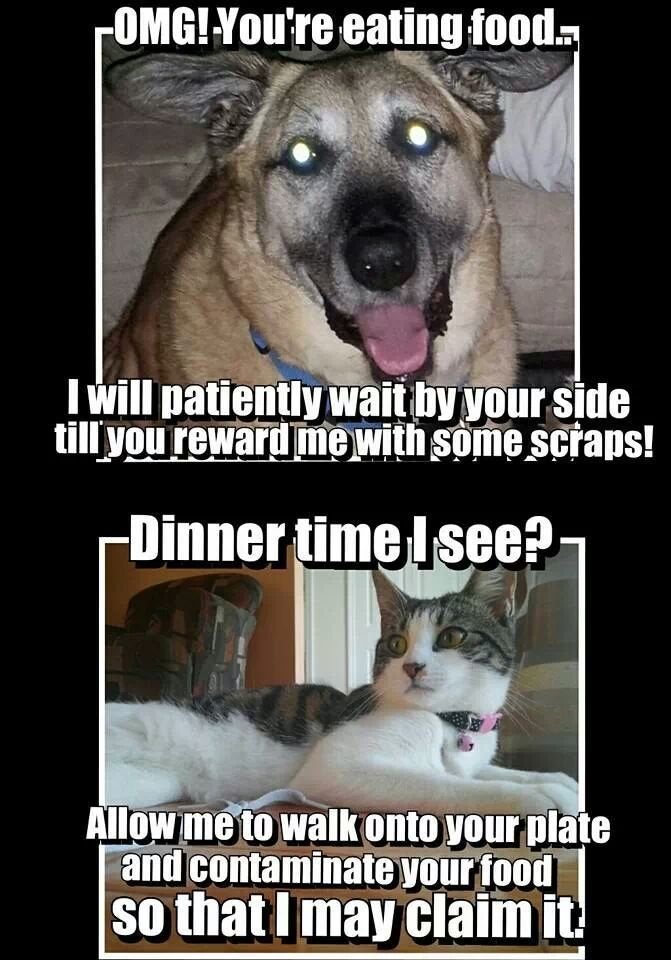 OMG! You're eating food..
I will patiently wait by your side
till you reward me with some scraps!
Dinner time I see?
Allow me to walk onto your plate
and contaminate your food
so that I may claim it.